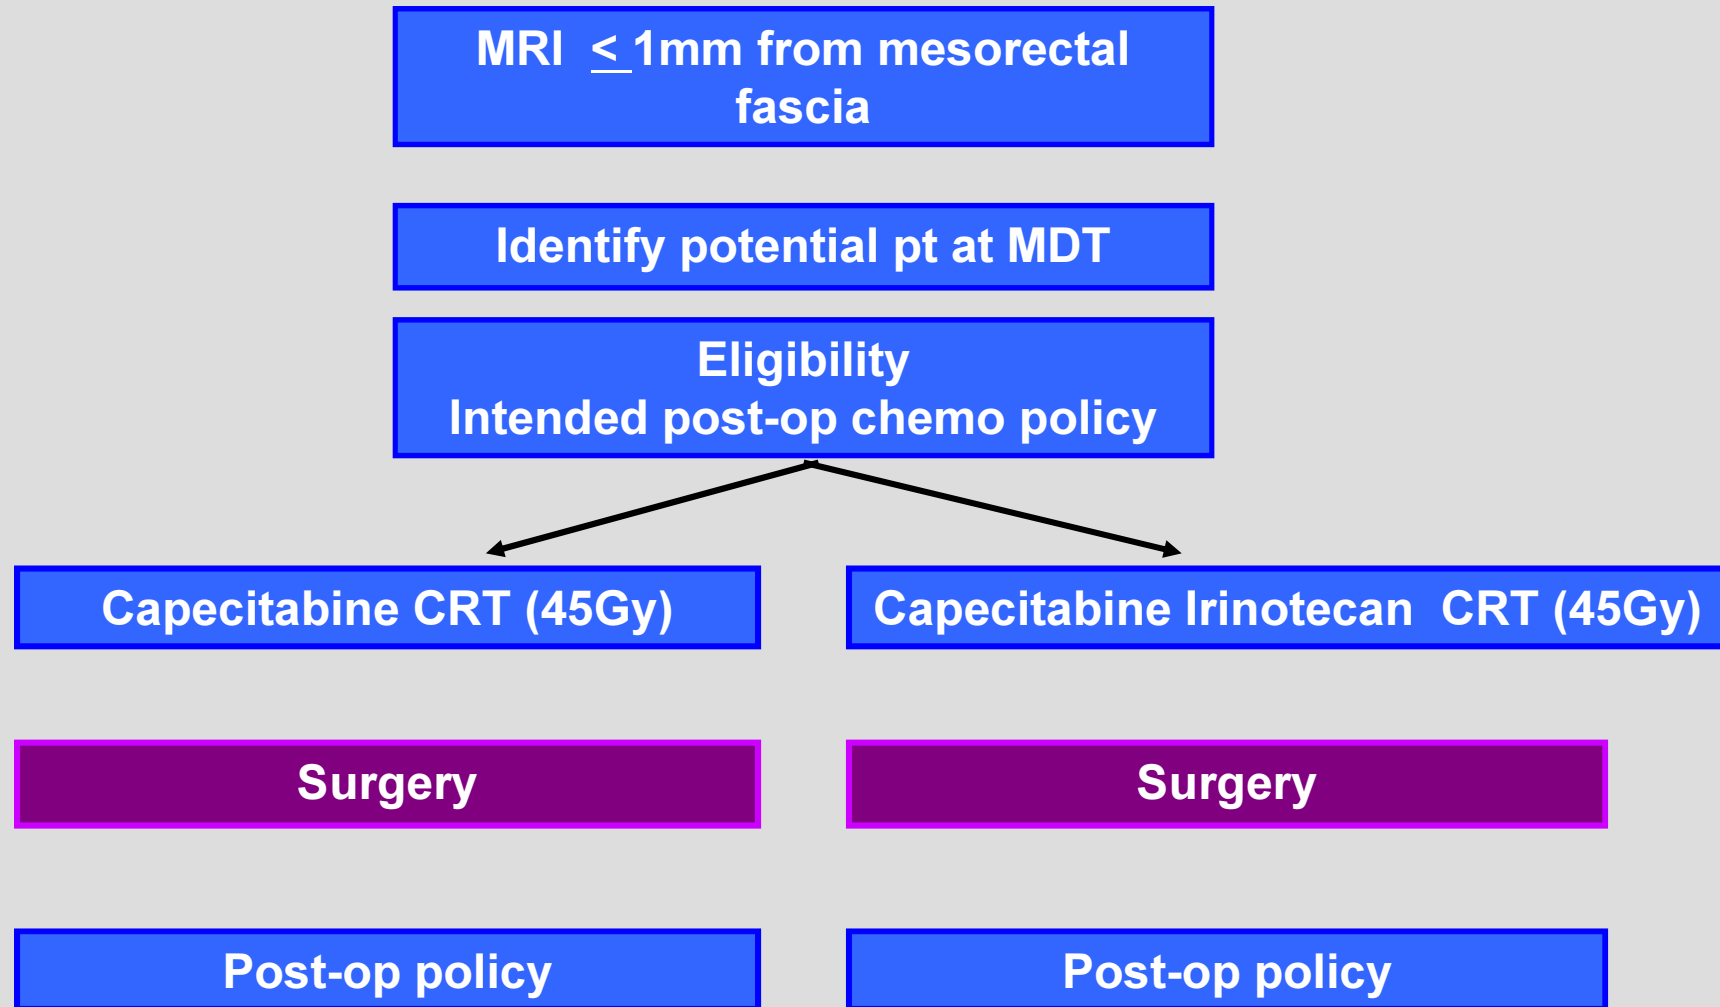 MRI ≤ 1mm from mesorectal
fascia
Identify potential pt at MDT
Eligibility
Intended post-op chemo policy
Capecitabine CRT (45Gy)
Capecitabine Irinotecan CRT (45Gy)
Surgery
Surgery
Post-op policy
Post-op policy